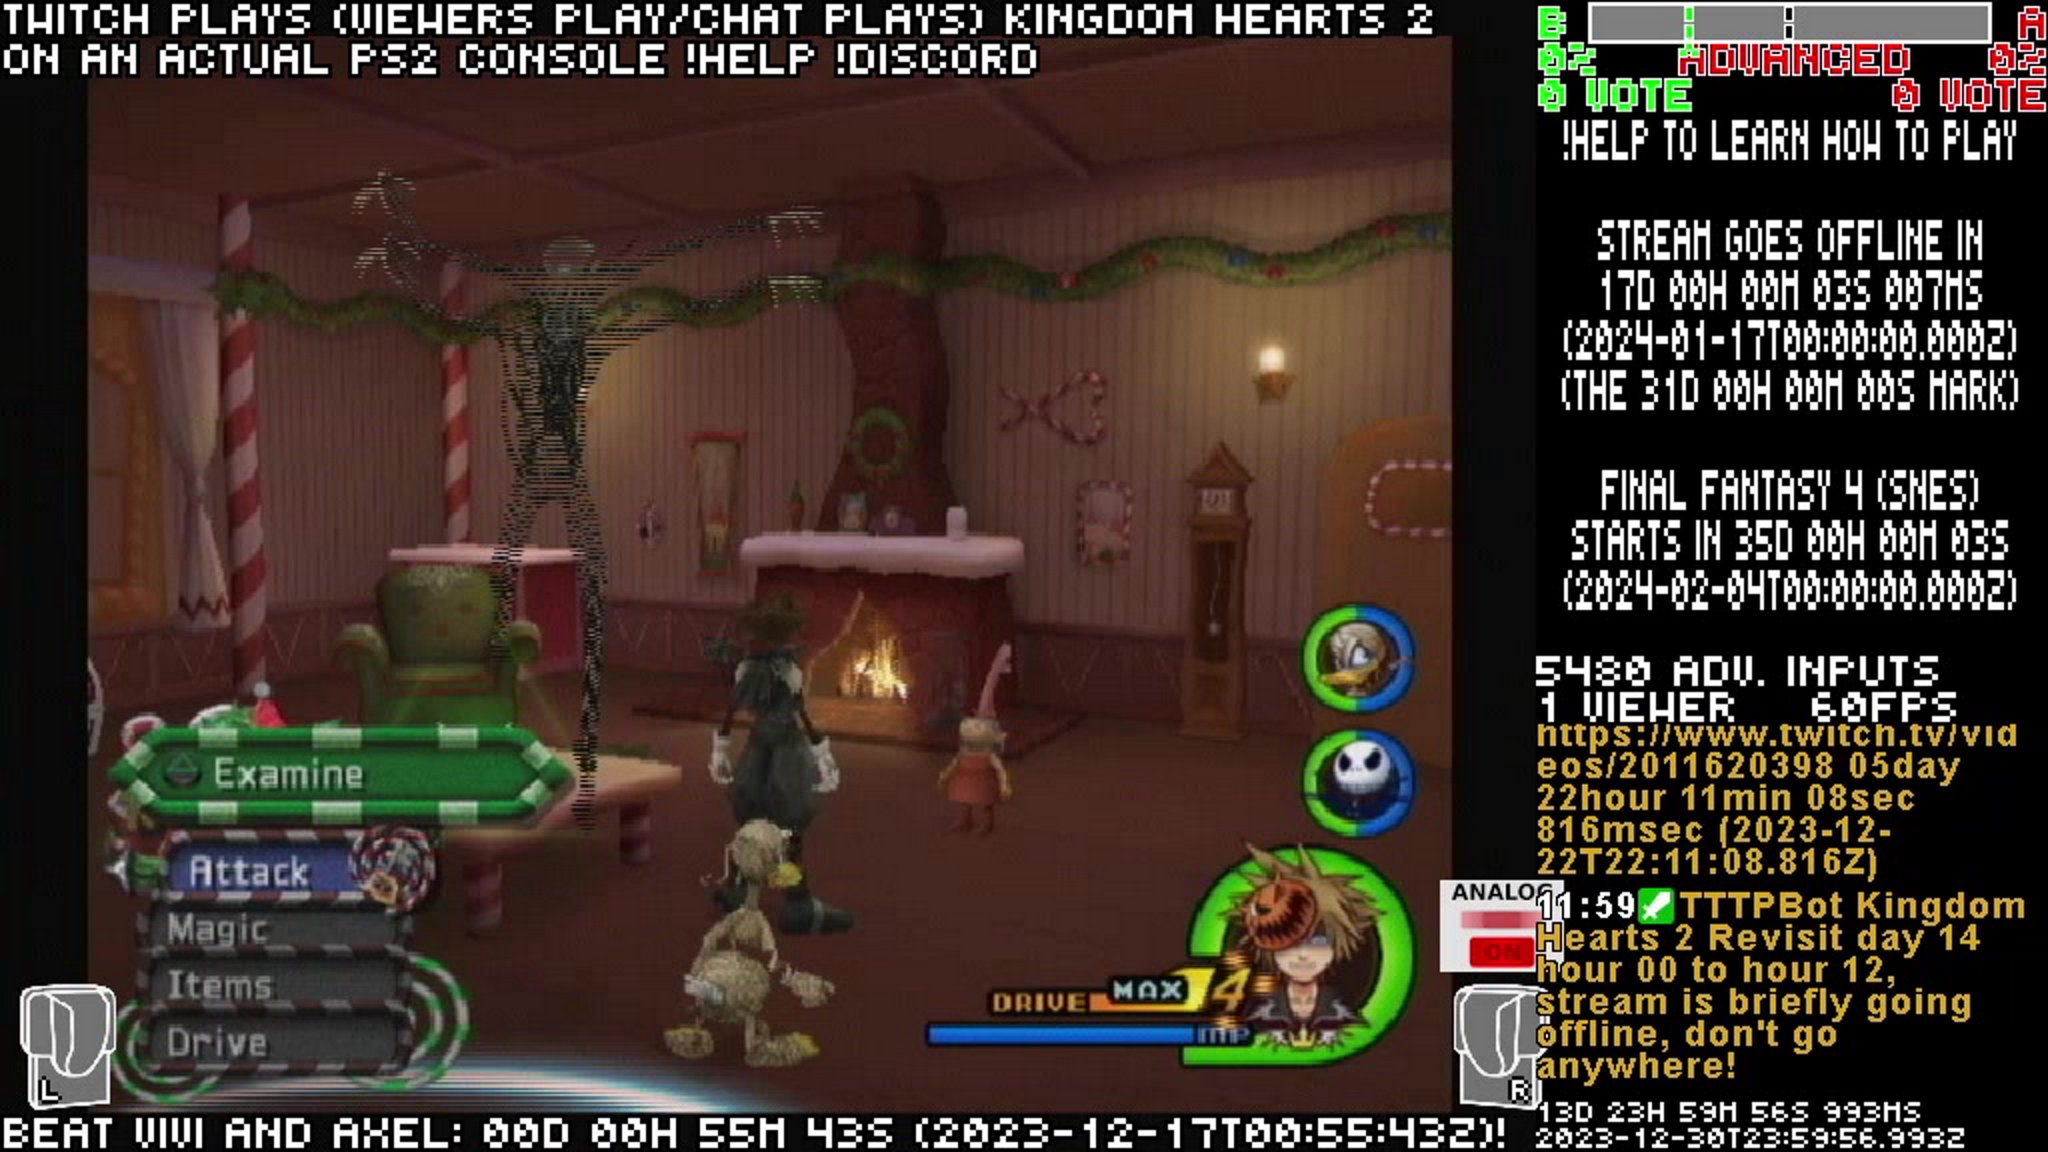 TWITCH PLAYS (VIEWERS PLAY/CHAT PLAYS) KINGDOM HEARTS 2
ON AN ACTUAL PS2 CONSOLE !HELP !DISCORD
B A
0% ADVANCED 0%
0 VOTE 0 VOTE
!HELP TO LEARN HOW TO PLAY
STREAM GOES OFFLINE IN
17D 00H 00M 03S 007MS
(2024-01-17T00:00:00.000Z)
(THE 31D 00H 00M 00S MARK)
FINAL FANTASY 4 (SNES)
STARTS IN 35D 00H 00M 03S
(2024-02-04T00:00:00.000Z)
5480 ADV. INPUTS
1 VIEWER 60FPS
https://www.twitch.tv/vid
eos/2011620398 05day
22hour 11min 08sec
816msec (2023-12-
22T22:11:08.816Z)
11:59 TTTPBot Kingdom
Hearts 2 Revisit day 14
hour 00 to hour 12,
stream is briefly going
offline, don't go
anywhere!
13D 23H 59M 56S 993MS
2023-12-30T23:59:56.993Z
Examine
Attack
Magic
Items
Drive
DRIVE MAX 4
MP
ANALOG
ON
L
R
BEAT VIVI AND AXEL: 00D 00H 55M 43S (2023-12-17T00:55:43Z)!